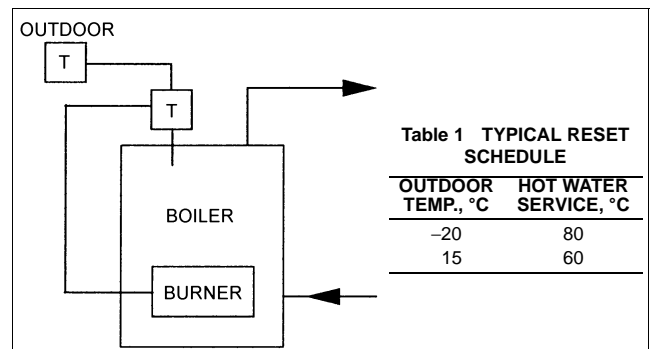 OUTDOOR
T
T
BOILER
BURNER
Table 1 TYPICAL RESET
SCHEDULE
OUTDOOR HOT WATER
TEMP., °C SERVICE, °C
–20 80
15 60